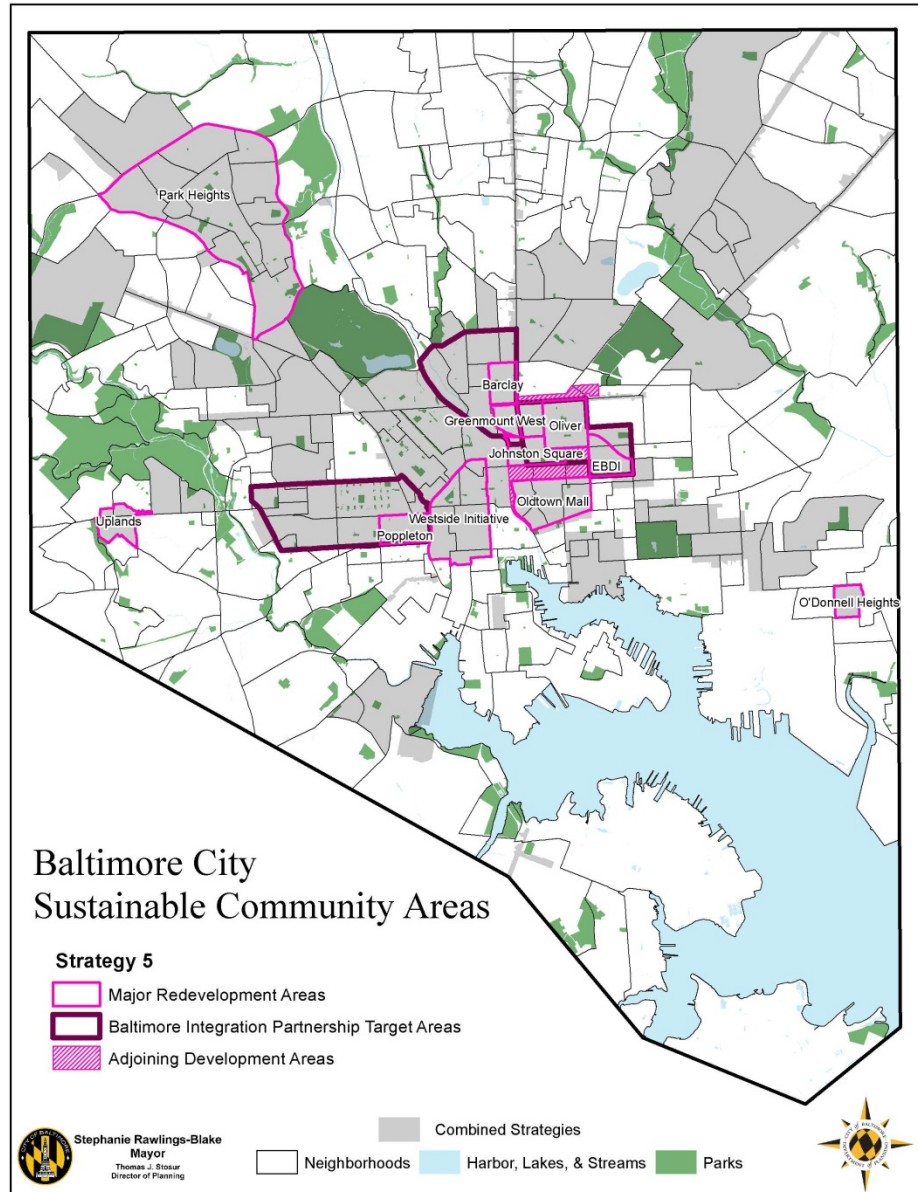 Park Heights
Barclay
Greenmount West
Oliver
Johnston Square
EBDI
Oldtown Mall
Westside Initiative
Poppleton
Uplands
O'Donnell Heights
Baltimore City
Sustainable Community Areas
Strategy 5
Major Redevelopment Areas
Baltimore Integration Partnership Target Areas
Adjoining Development Areas
Combined Strategies
Neighborhoods
Harbor, Lakes, & Streams
Parks
Stephanie Rawlings-Blake
Mayor
Thomas J. Stosur
Director of Planning